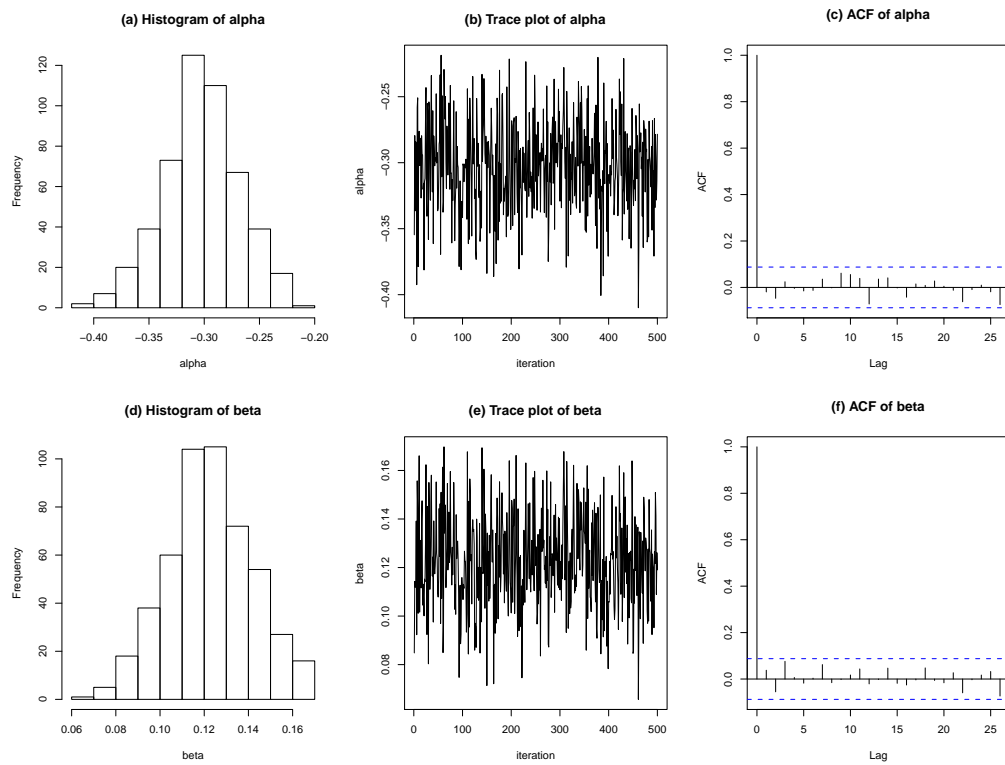 (a) Histogram of alpha
Frequency
0 20 40 60 80 100 120
−0.40 −0.35 −0.30 −0.25 −0.20
alpha
(b) Trace plot of alpha
alpha
−0.40 −0.35 −0.30 −0.25
0 100 200 300 400 500
iteration
(c) ACF of alpha
ACF
0.0 0.2 0.4 0.6 0.8 1.0
0 5 10 15 20 25
Lag
(d) Histogram of beta
Frequency
0 20 40 60 80 100
0.06 0.08 0.10 0.12 0.14 0.16
beta
(e) Trace plot of beta
beta
0.08 0.10 0.12 0.14 0.16
0 100 200 300 400 500
iteration
(f) ACF of beta
ACF
0.0 0.2 0.4 0.6 0.8 1.0
0 5 10 15 20 25
Lag